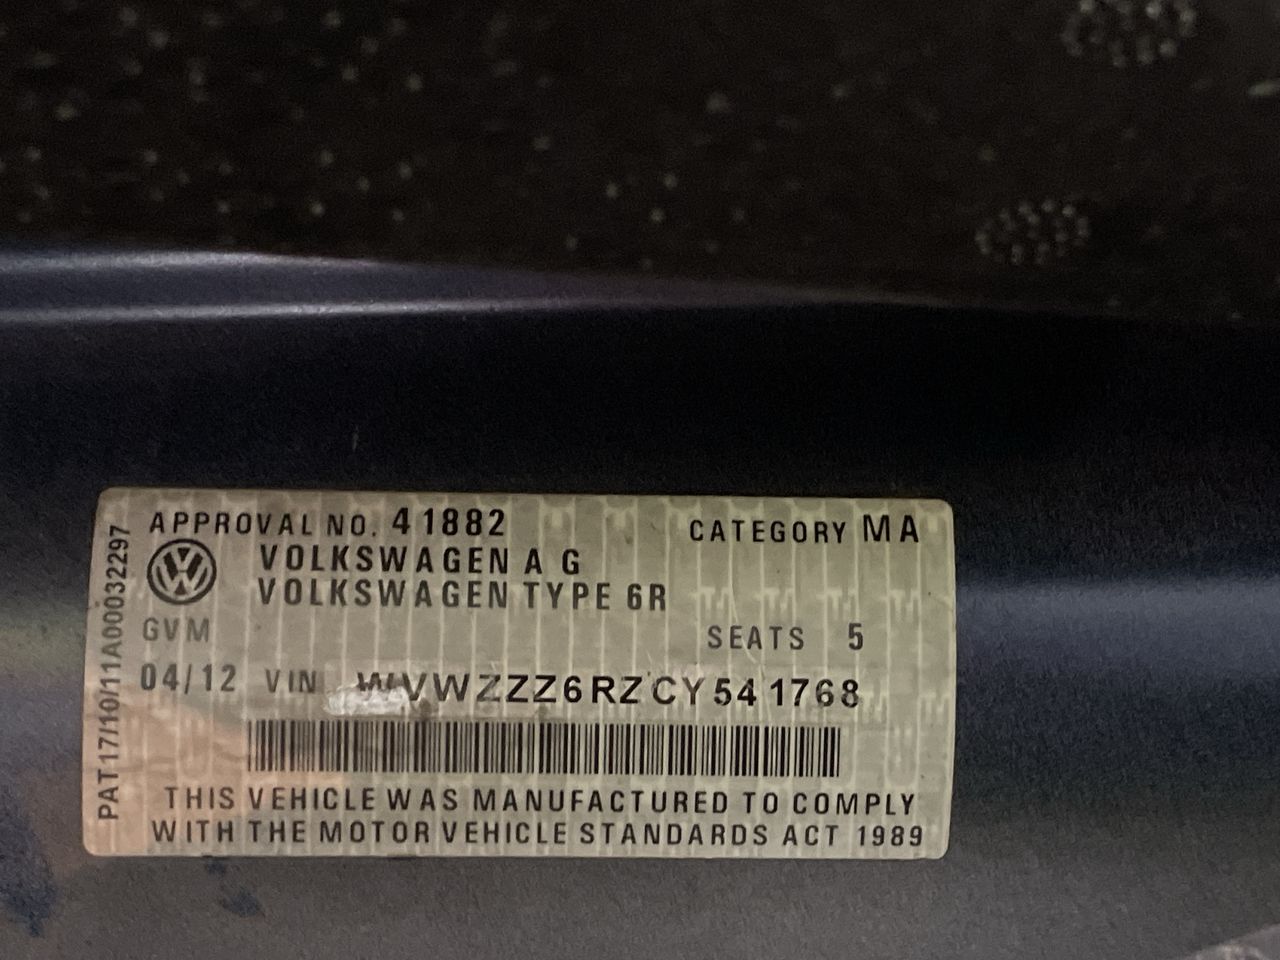 APPROVAL NO. 41882 CATEGORY MA
VOLKSWAGEN A G
VOLKSWAGEN TYPE 6R
GVM SEATS 5
04/12 VIN WVWZZZ6RZCY541768
THIS VEHICLE WAS MANUFACTURED TO COMPLY
WITH THE MOTOR VEHICLE STANDARDS ACT 1989
PAT17/10/11A00032297